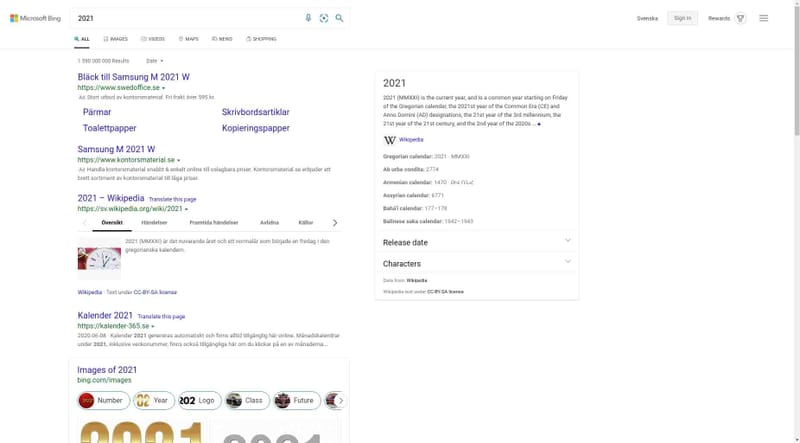 Microsoft Bing
2021
Svenska
Sign in
Rewards
ALL
IMAGES
VIDEOS
MAPS
NEWS
SHOPPING
1 550 000 000 Results
Date
Bläck till Samsung M 2021 W
https://www.swedoffice.se
Ad Stort utbud av kontorsmaterial. Fri frakt över 595 kr.
Pärmar
Skrivbordsartiklar
Toalettpapper
Kopieringspapper
Samsung M 2021 W
https://www.kontorsmaterial.se
Ad Handla kontorsmaterial snabbt & enkelt online till oslagbara priser. Kontorsmaterial.se erbjuder ett
brett sortiment av kontorsmaterial till låga priser.
2021 – Wikipedia Translate this page
https://sv.wikipedia.org/wiki/2021
Översikt
Händelser
Framtida händelser
Avlidna
Källor
2021 (MMXXI) är det nuvarande året och ett normalår som började en fredag i den
gregorianska kalendern.
Wikipedia · Text under CC-BY-SA license
Kalender 2021 Translate this page
https://kalender-365.se
2020-06-08 · Kalender 2021 genereras automatiskt och finns alltid tillgänglig här online. Månadskalendrar
under 2021, inklusive veckonummer, finns också tillgängliga här om du klickar på en av månaderna...
Images of 2021
bing.com/images
Number
Year
Logo
Class
Future
2021
2021
2021
2021 (MMXXI) is the current year, and is a common year starting on Friday
of the Gregorian calendar, the 2021st year of the Common Era (CE) and
Anno Domini (AD) designations, the 21st year of the 3rd millennium, the
21st year of the 21st century, and the 2nd year of the 2020s ...
W Wikipedia
Gregorian calendar: 2021 · MMXXI
Ab urbe condita: 2774
Armenian calendar: 1470 · ԹՎ ՌՆՀ
Assyrian calendar: 6771
Bahá'í calendar: 177–178
Balinese saka calendar: 1942–1943
Release date
Characters
Data from: Wikipedia
Wikipedia text under CC-BY-SA license